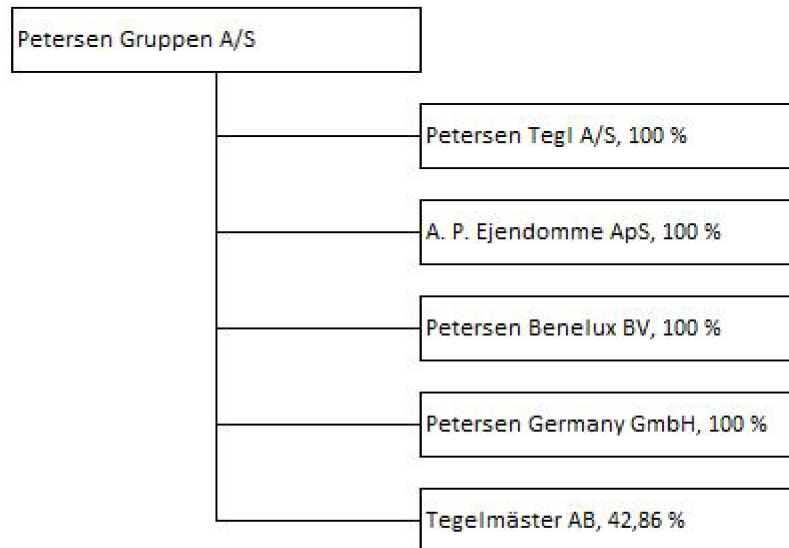 Petersen Gruppen A/S
Petersen Tegl A/S, 100 %
A. P. Ejendomme ApS, 100 %
Petersen Benelux BV, 100 %
Petersen Germany GmbH, 100 %
Tegelmäster AB, 42,86 %